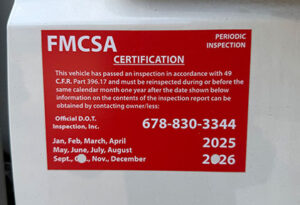 FMCSA
PERIODIC
INSPECTION
CERTIFICATION
This vehicle has passed an inspection in accordance with 49
C.F.R. Part 396.17 and must be reinspected during or before the
same calendar month one year after the date shown below
information on the contents of the inspection report can be
obtained by contacting owner/less:
Official D.O.T.
Inspection, Inc.
678-830-3344
Jan, Feb, March, April
2025
May, June, July, August
Sept., Nov., December